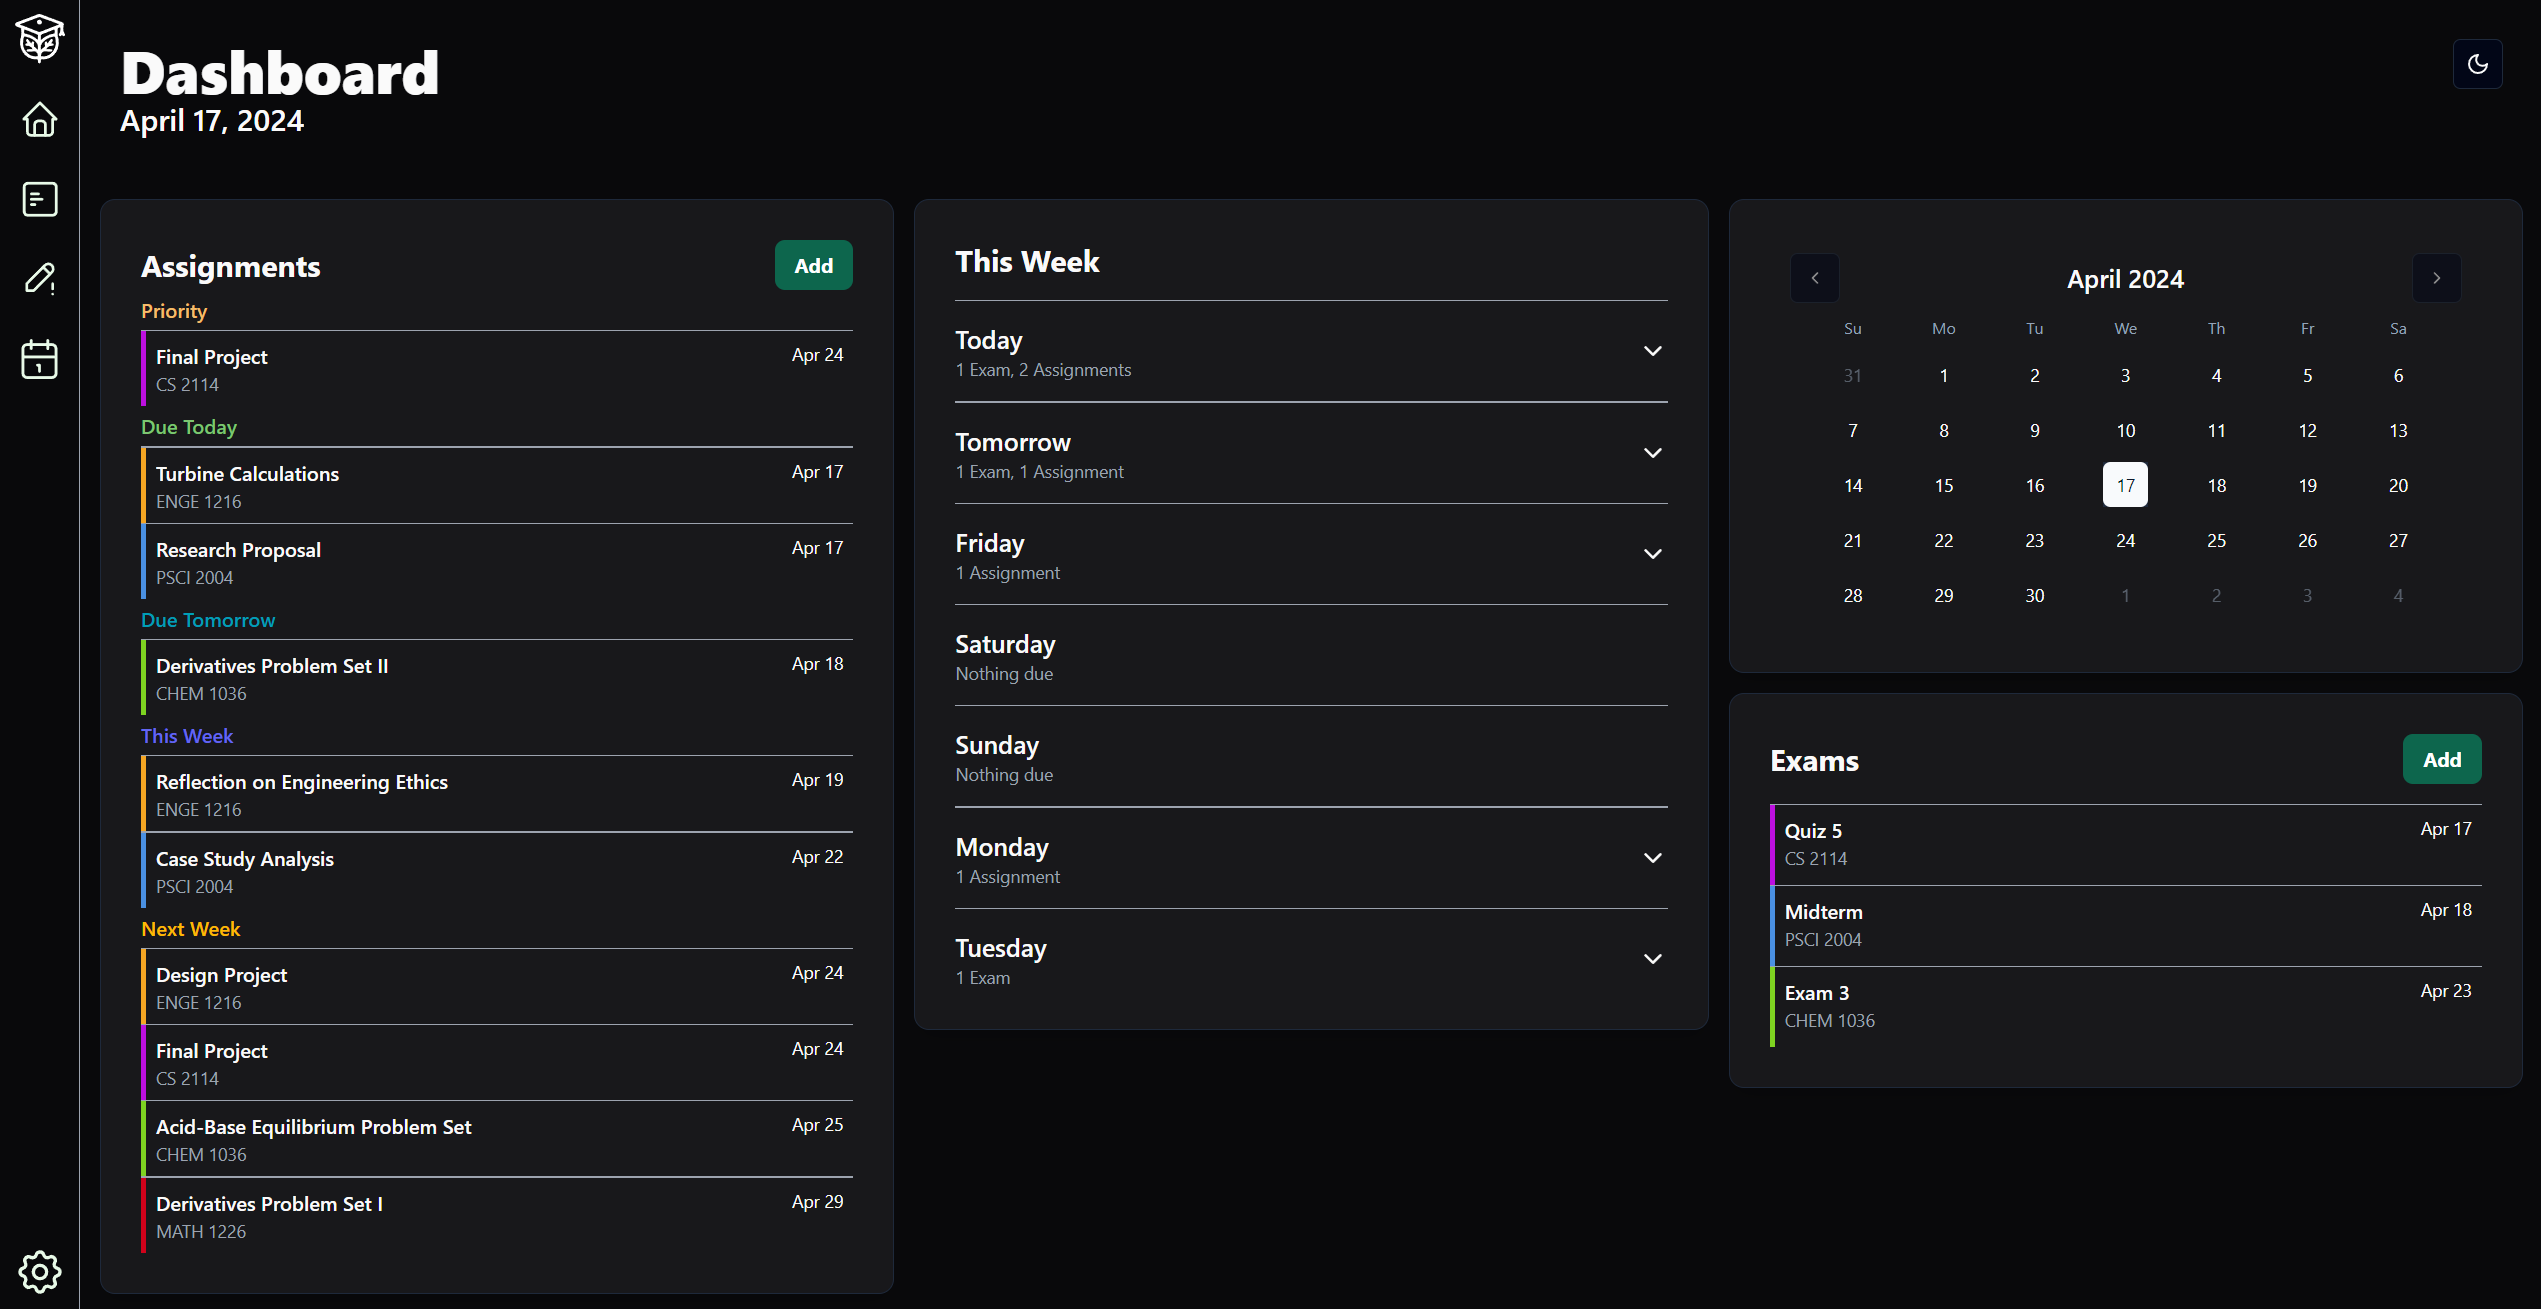 Dashboard
April 17, 2024
Assignments
Add
Priority
Final Project
Apr 24
CS 2114
Due Today
Turbine Calculations
Apr 17
ENGE 1216
Research Proposal
Apr 17
PSCI 2004
Due Tomorrow
Derivatives Problem Set II
Apr 18
CHEM 1036
This Week
Reflection on Engineering Ethics
Apr 19
ENGE 1216
Case Study Analysis
Apr 22
PSCI 2004
Next Week
Design Project
Apr 24
ENGE 1216
Final Project
Apr 24
CS 2114
Acid-Base Equilibrium Problem Set
Apr 25
CHEM 1036
Derivatives Problem Set I
Apr 29
MATH 1226
This Week
Today
1 Exam, 2 Assignments
Tomorrow
1 Exam, 1 Assignment
Friday
1 Assignment
Saturday
Nothing due
Sunday
Nothing due
Monday
1 Assignment
Tuesday
1 Exam
April 2024
Su Mo Tu We Th Fr Sa
31 1 2 3 4 5 6
7 8 9 10 11 12 13
14 15 16 17 18 19 20
21 22 23 24 25 26 27
28 29 30 1 2 3 4
Exams
Add
Quiz 5
Apr 17
CS 2114
Midterm
Apr 18
PSCI 2004
Exam 3
Apr 23
CHEM 1036